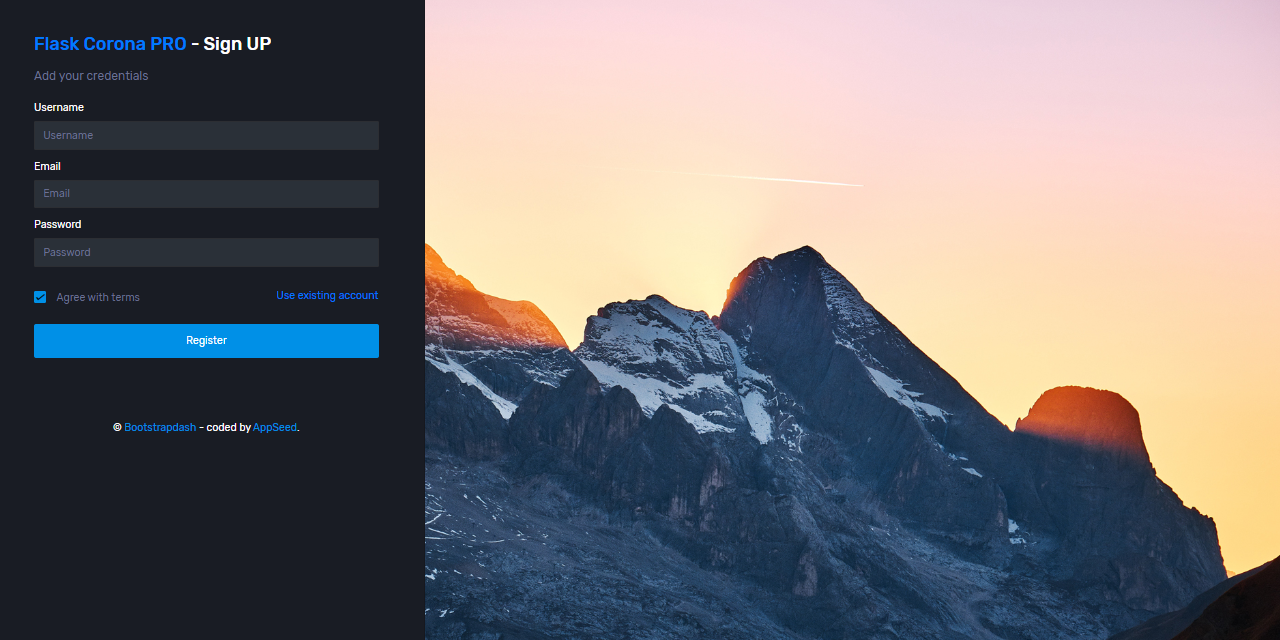 Flask Corona PRO - Sign UP
Add your credentials
Username
Username
Email
Email
Password
Password
Agree with terms
Use existing account
Register
© Bootstrapdash - coded by AppSeed.